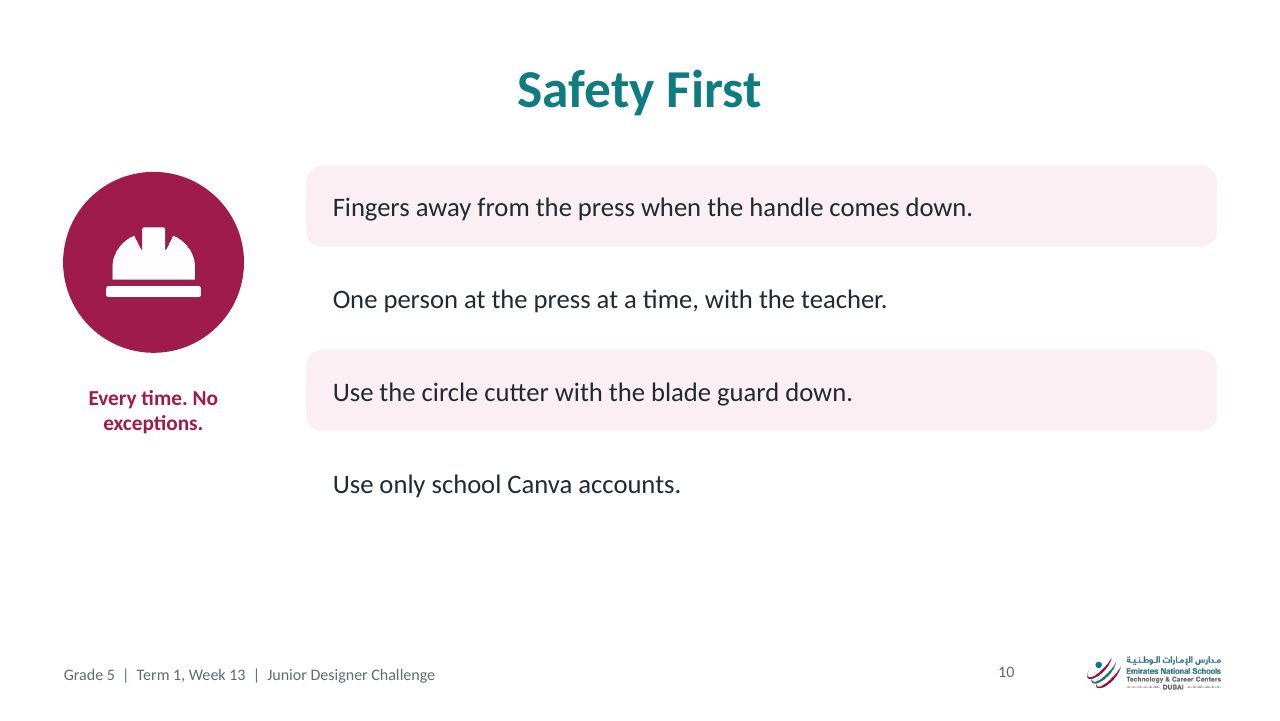 Safety First
Fingers away from the press when the handle comes down.
One person at the press at a time, with the teacher.
Use the circle cutter with the blade guard down.
Use only school Canva accounts.
Every time. No
exceptions.
Grade 5 | Term 1, Week 13 | Junior Designer Challenge
10
مدارس الإمارات الوطنية
Emirates National Schools
Technology & Career Centers
DUBAI